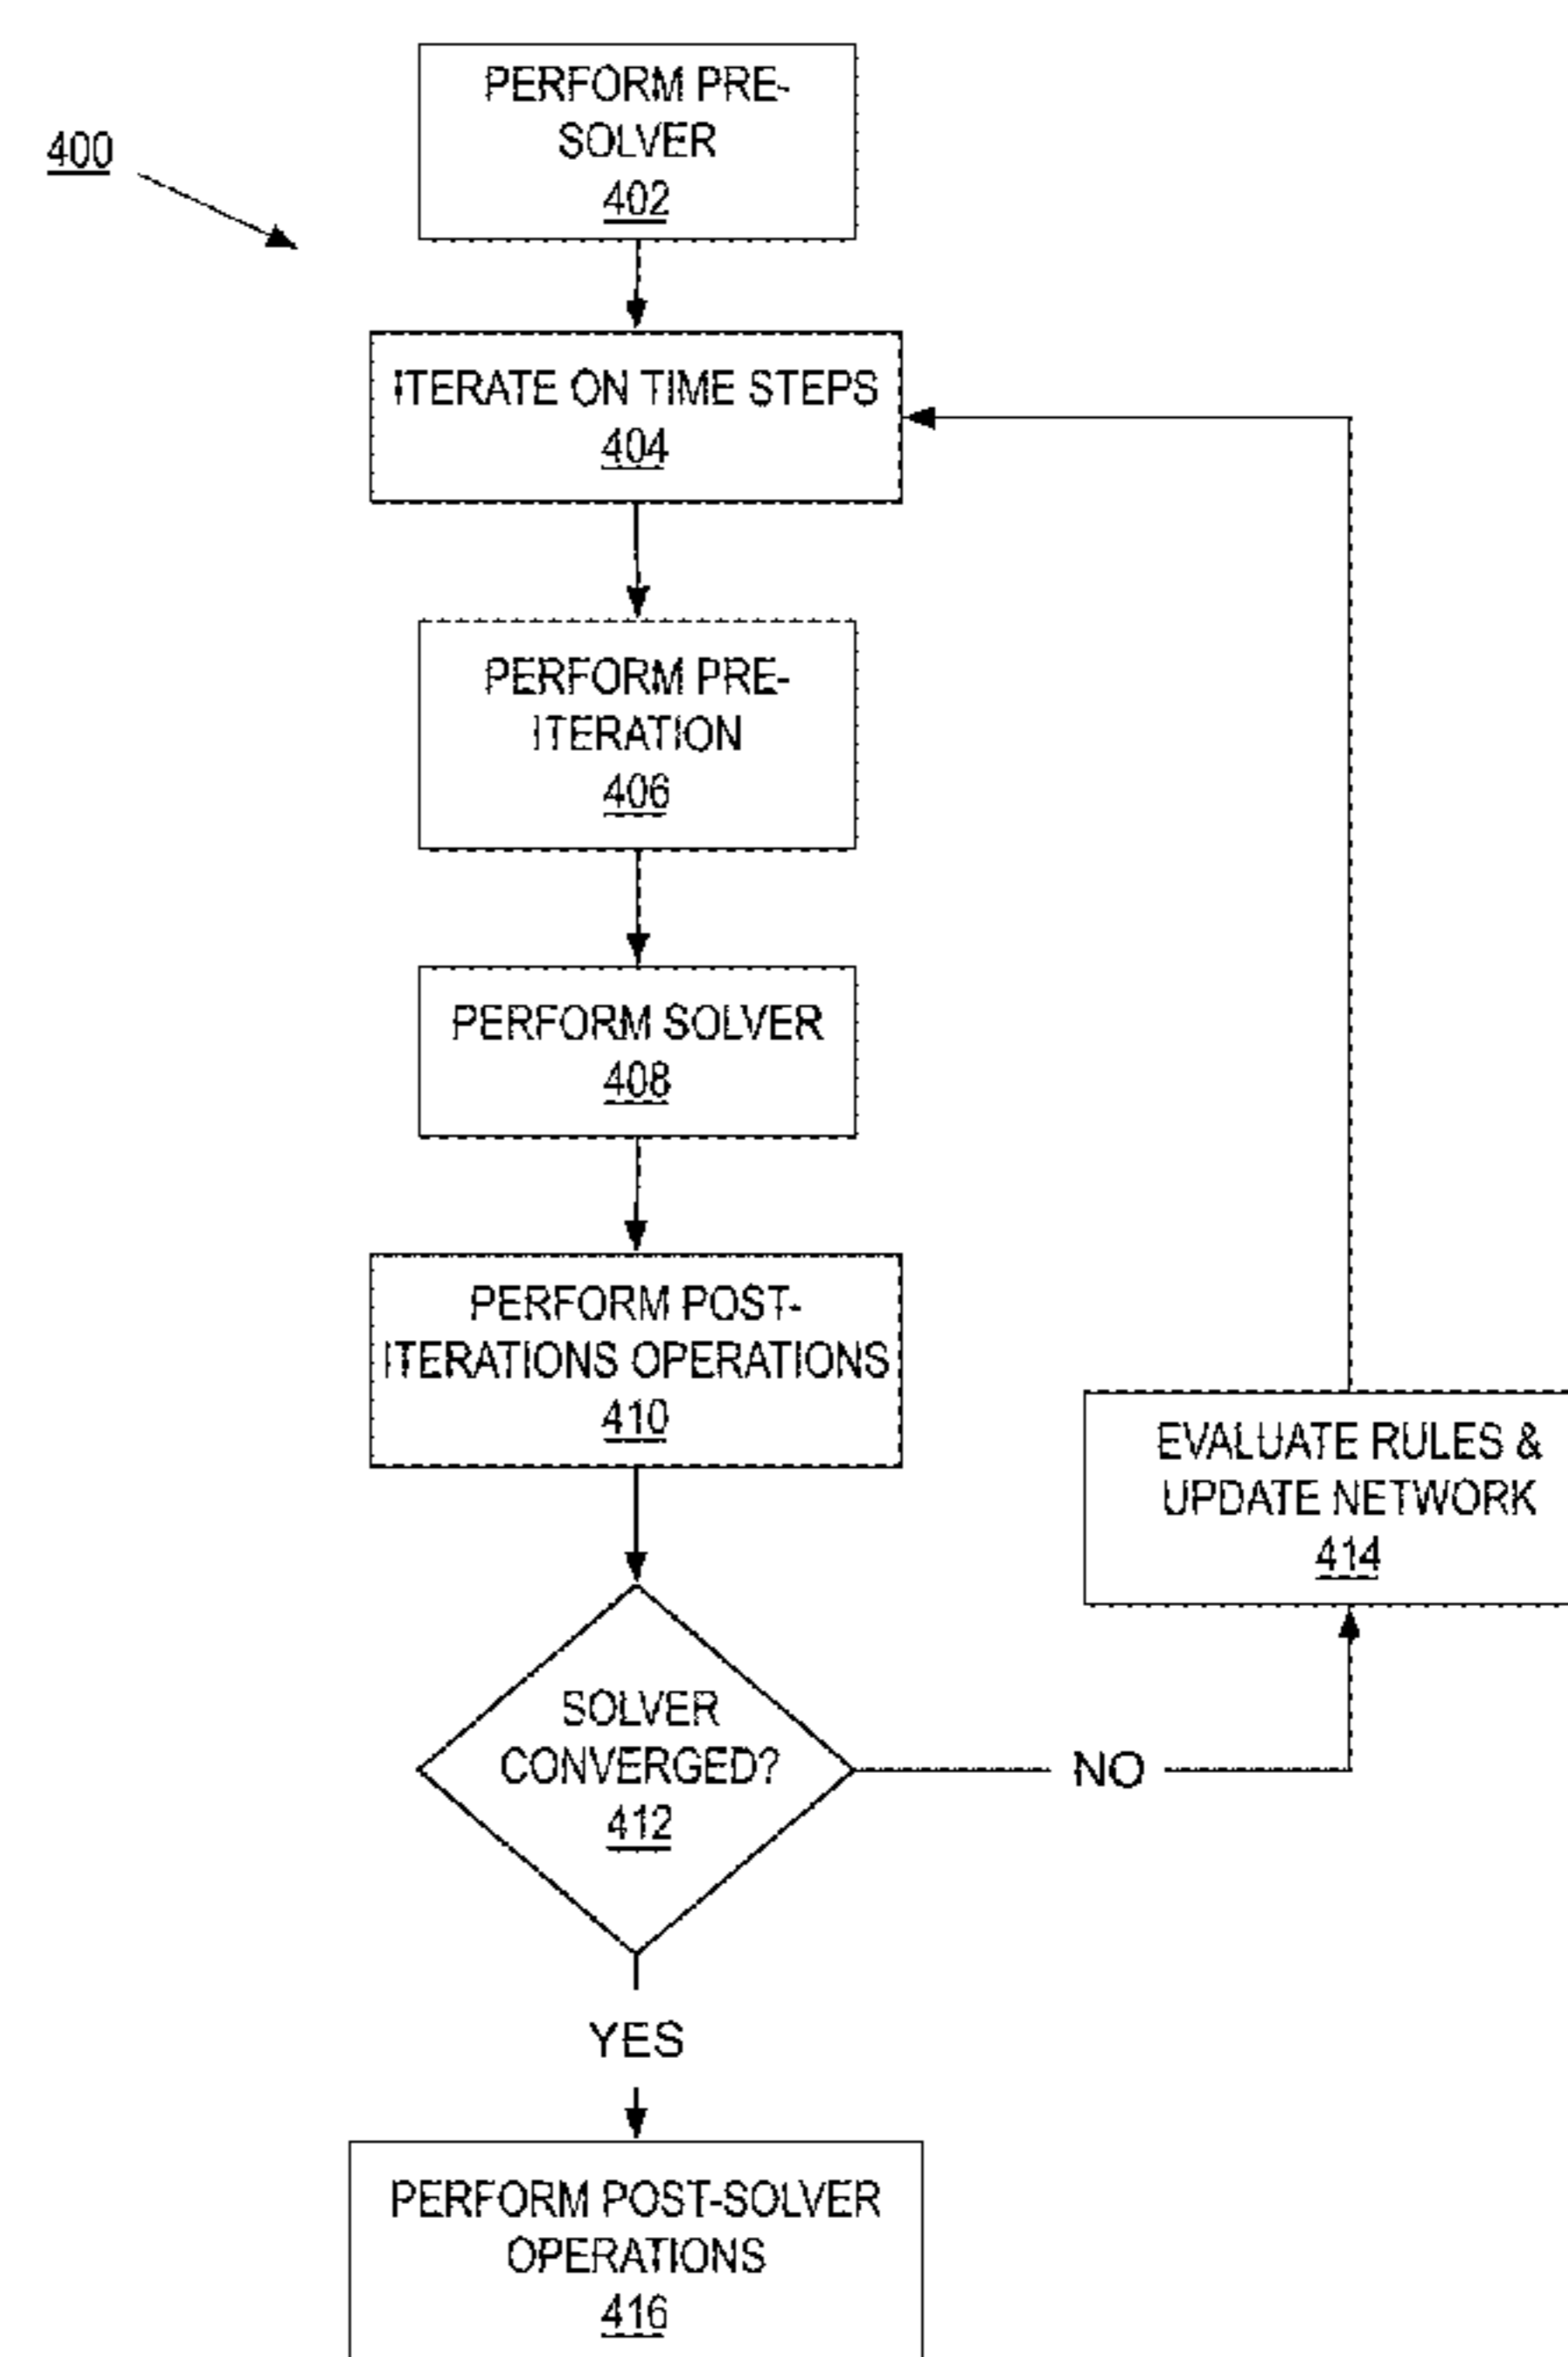 400
PERFORM PRE-
SOLVER
402
ITERATE ON TIME STEPS
404
PERFORM PRE-
ITERATION
406
PERFORM SOLVER
408
PERFORM POST-
ITERATIONS OPERATIONS
410
EVALUATE RULES &
UPDATE NETWORK
414
SOLVER
CONVERGED?
412
NO
YES
PERFORM POST-SOLVER
OPERATIONS
416